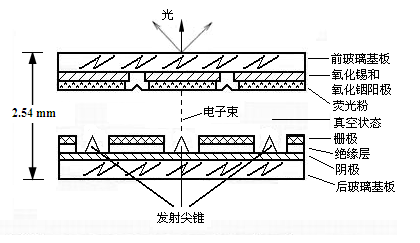 光
前玻璃基板
氧化锡和
氧化铟阳极
荧光粉
2.54 mm
电子束
真空状态
栅极
绝缘层
阴极
后玻璃基板
发射尖锥